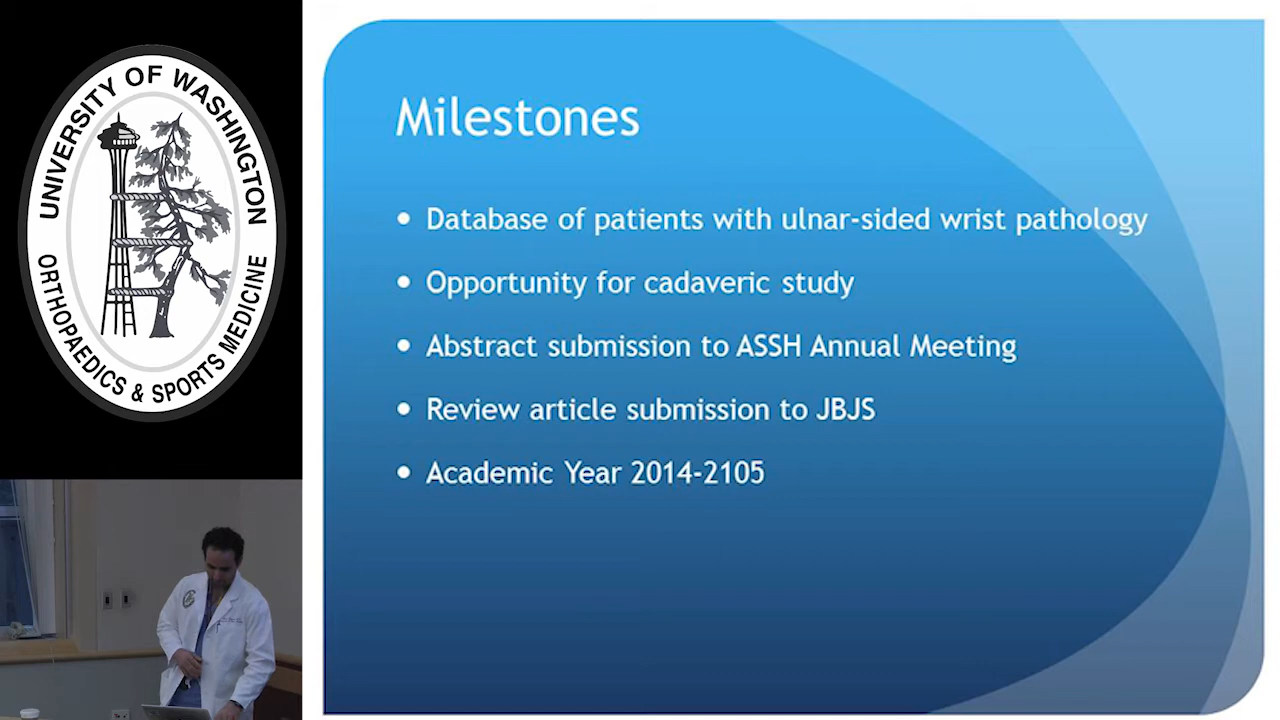 UNIVERSITY OF WASHINGTON
ORTHOPAEDICS & SPORTS MEDICINE
Milestones
• Database of patients with ulnar-sided wrist pathology
• Opportunity for cadaveric study
• Abstract submission to ASSH Annual Meeting
• Review article submission to JBJS
• Academic Year 2014-2105